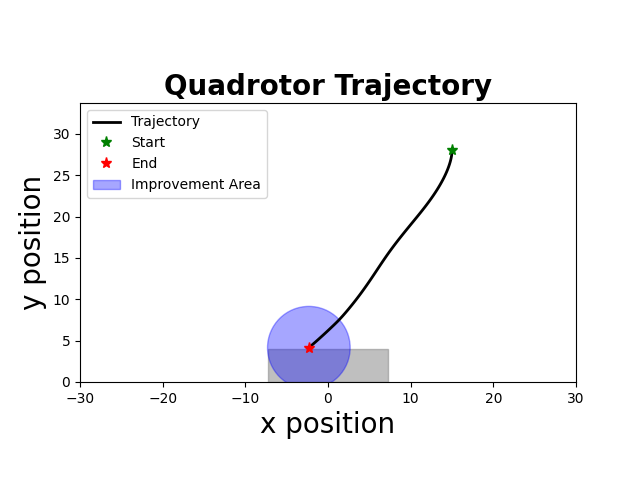 Quadrotor Trajectory
Trajectory
Start
End
Improvement Area
y position
30
25
20
15
10
5
0
−30
−20
−10
0
10
20
30
x position